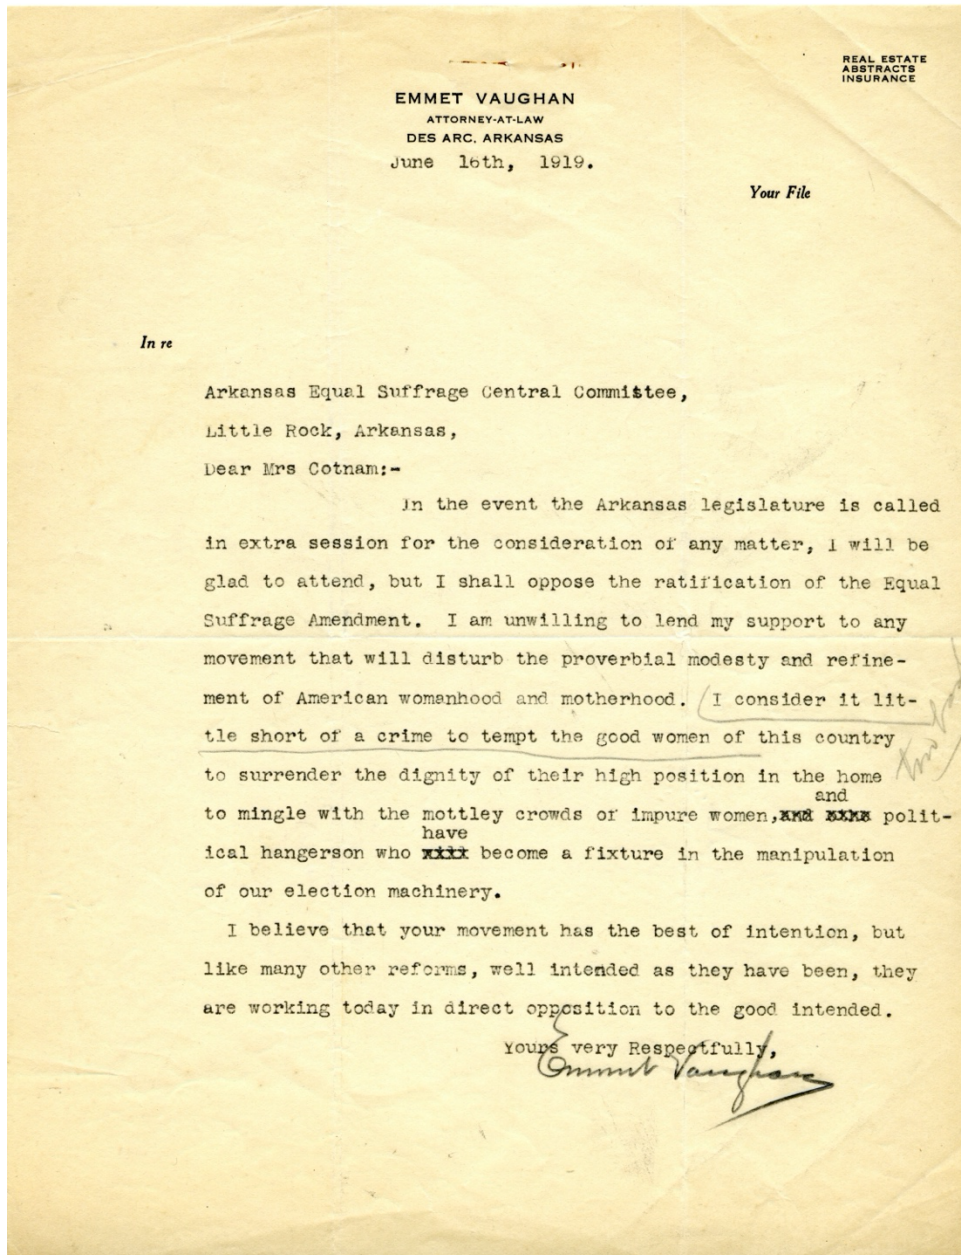 REAL ESTATE
ABSTRACTS
INSURANCE
EMMET VAUGHAN
ATTORNEY-AT-LAW
DES ARC, ARKANSAS
June 16th, 1919.
Your File
In re
Arkansas Equal Suffrage Central Committee,
Little Rock, Arkansas,
Dear Mrs Cotnam:-
In the event the Arkansas legislature is called
in extra session for the consideration of any matter, I will be
glad to attend, but I shall oppose the ratification of the Equal
Suffrage Amendment. I am unwilling to lend my support to any
movement that will disturb the proverbial modesty and refine-
ment of American womanhood and motherhood. (I consider it lit-
tle short of a crime to tempt the good women of this country
to surrender the dignity of their high position in the home
and
to mingle with the mottley crowds of impure women, polit-
have
ical hangerson who become a fixture in the manipulation
of our election machinery.
I believe that your movement has the best of intention, but
like many other reforms, well intended as they have been, they
are working today in direct opposition to the good intended.
Yours very Respectfully,
Emmet Vaughan